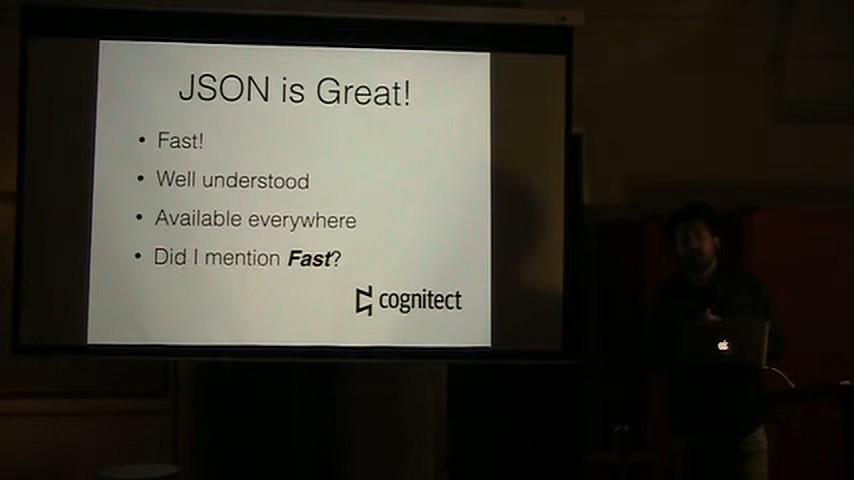 JSON is Great!
• Fast!
• Well understood
• Available everywhere
• Did I mention Fast?
cognitect